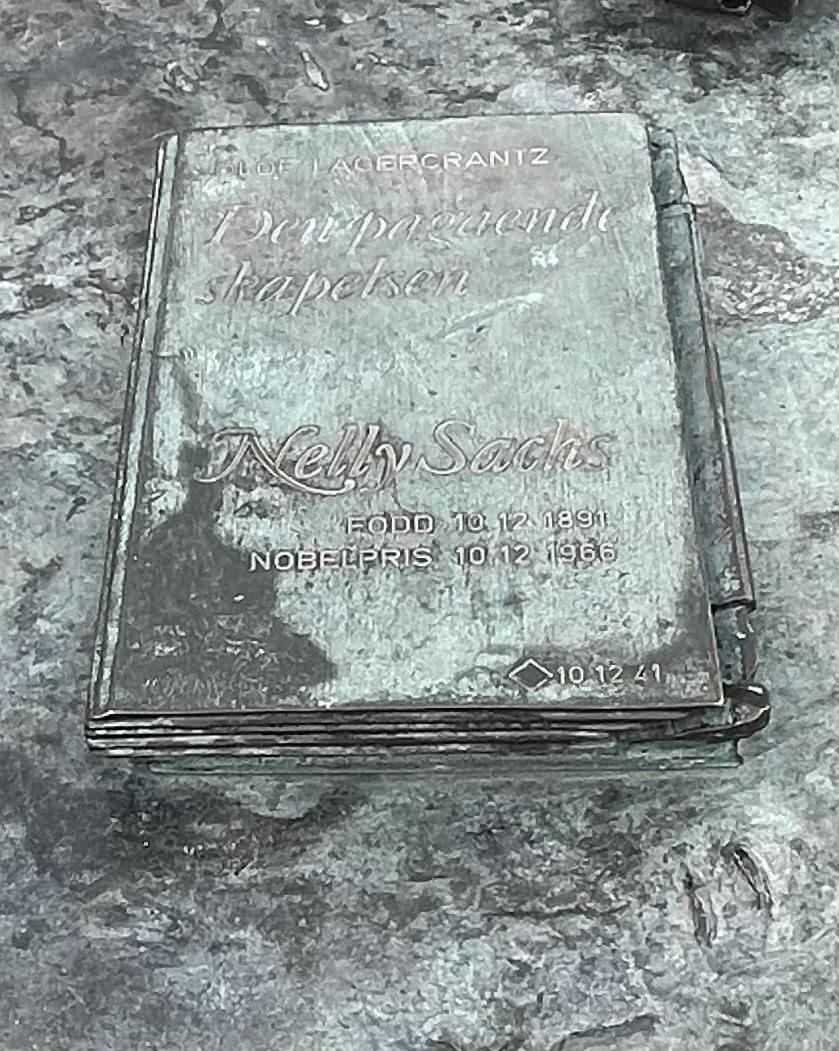 OLOF LAGERCRANTZ
Den pågående
skapelsen
Nelly Sachs
FÖDD 10.12 1891
NOBELPRIS 10.12 1966
10.12 41